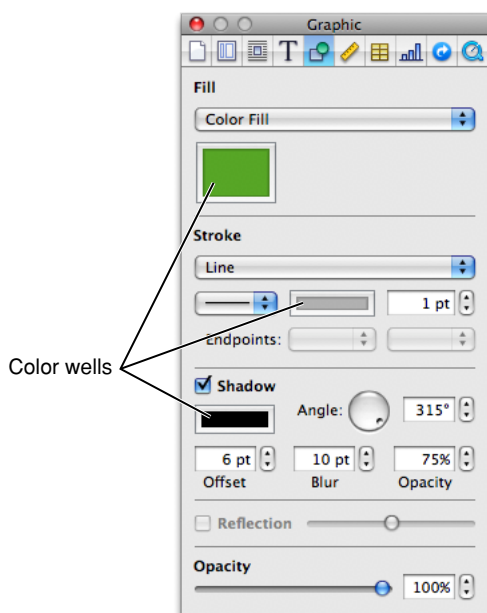 Graphic
T
Fill
Color Fill
Stroke
Line
1 pt
Endpoints:
Color wells
Shadow
Angle: 315°
6 pt 10 pt 75%
Offset Blur Opacity
Reflection
Opacity
100%